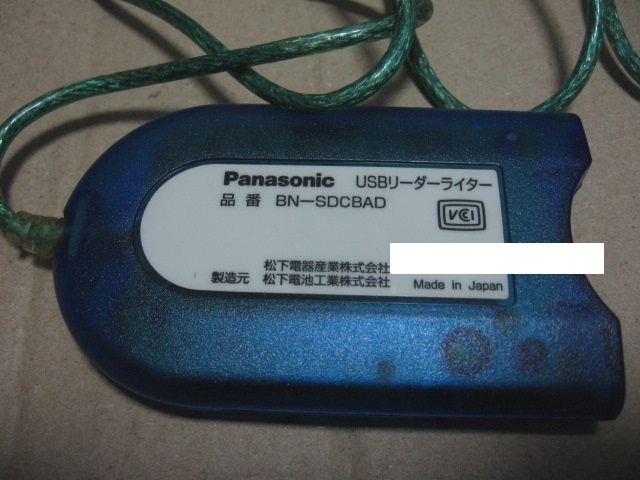 Panasonic USBリーダーライター
品番 BN-SDCBAD
VCI
松下電器産業株式会社
製造元 松下電池工業株式会社 Made in Japan